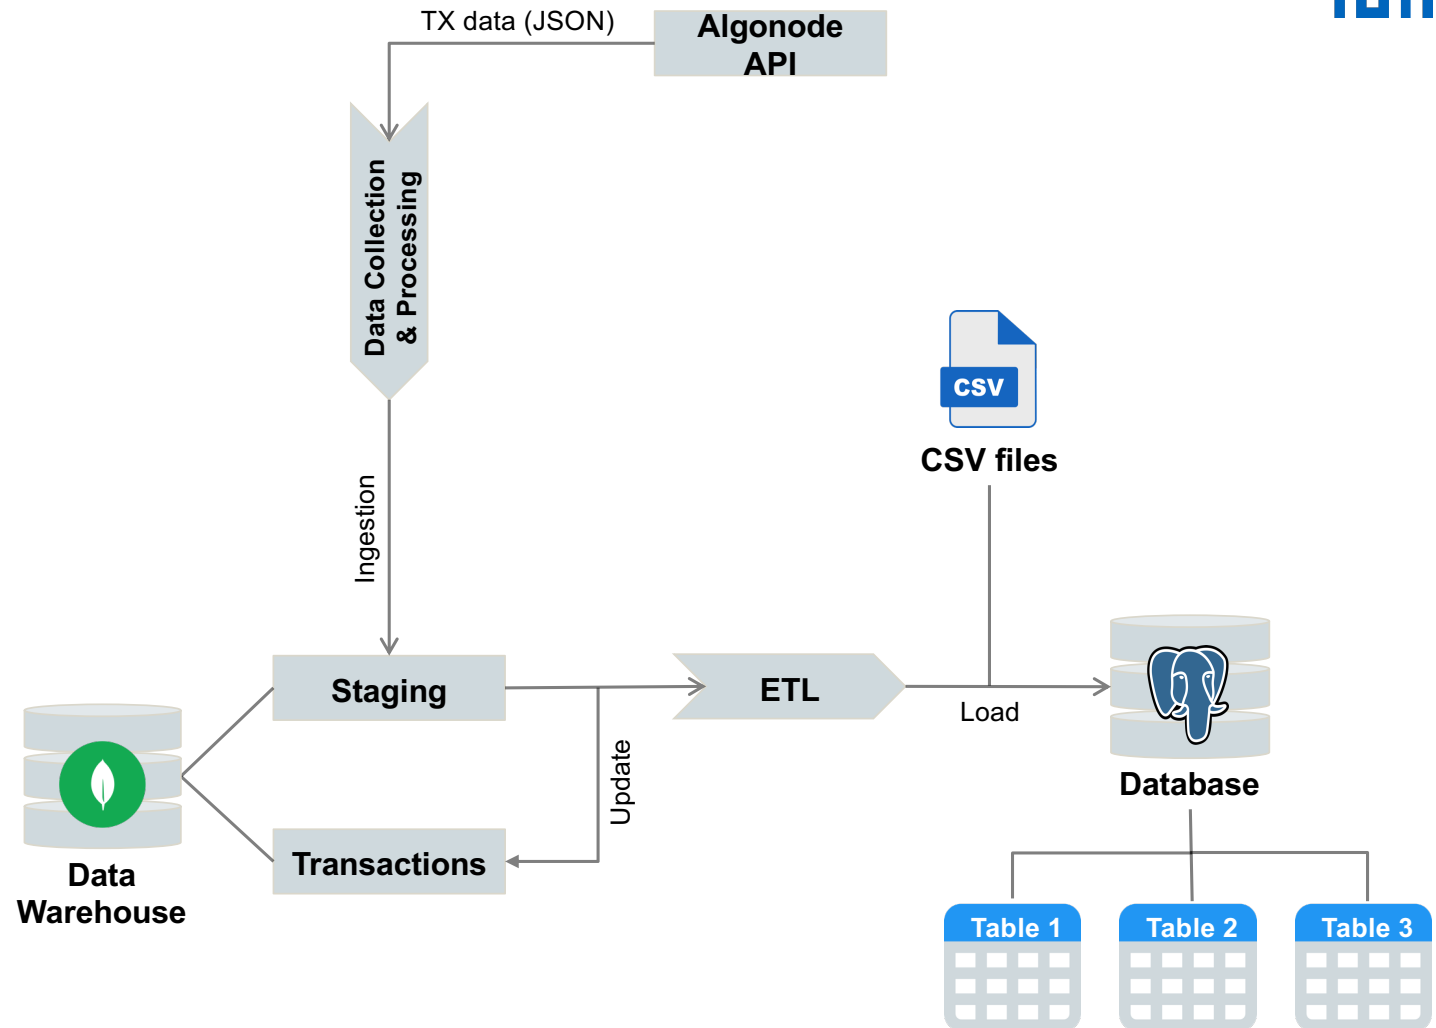 TX data (JSON)
Algonode
API
Data Collection
& Processing
Ingestion
CSV
CSV files
Staging
ETL
Load
Update
Database
Transactions
Data
Warehouse
Table 1
Table 2
Table 3